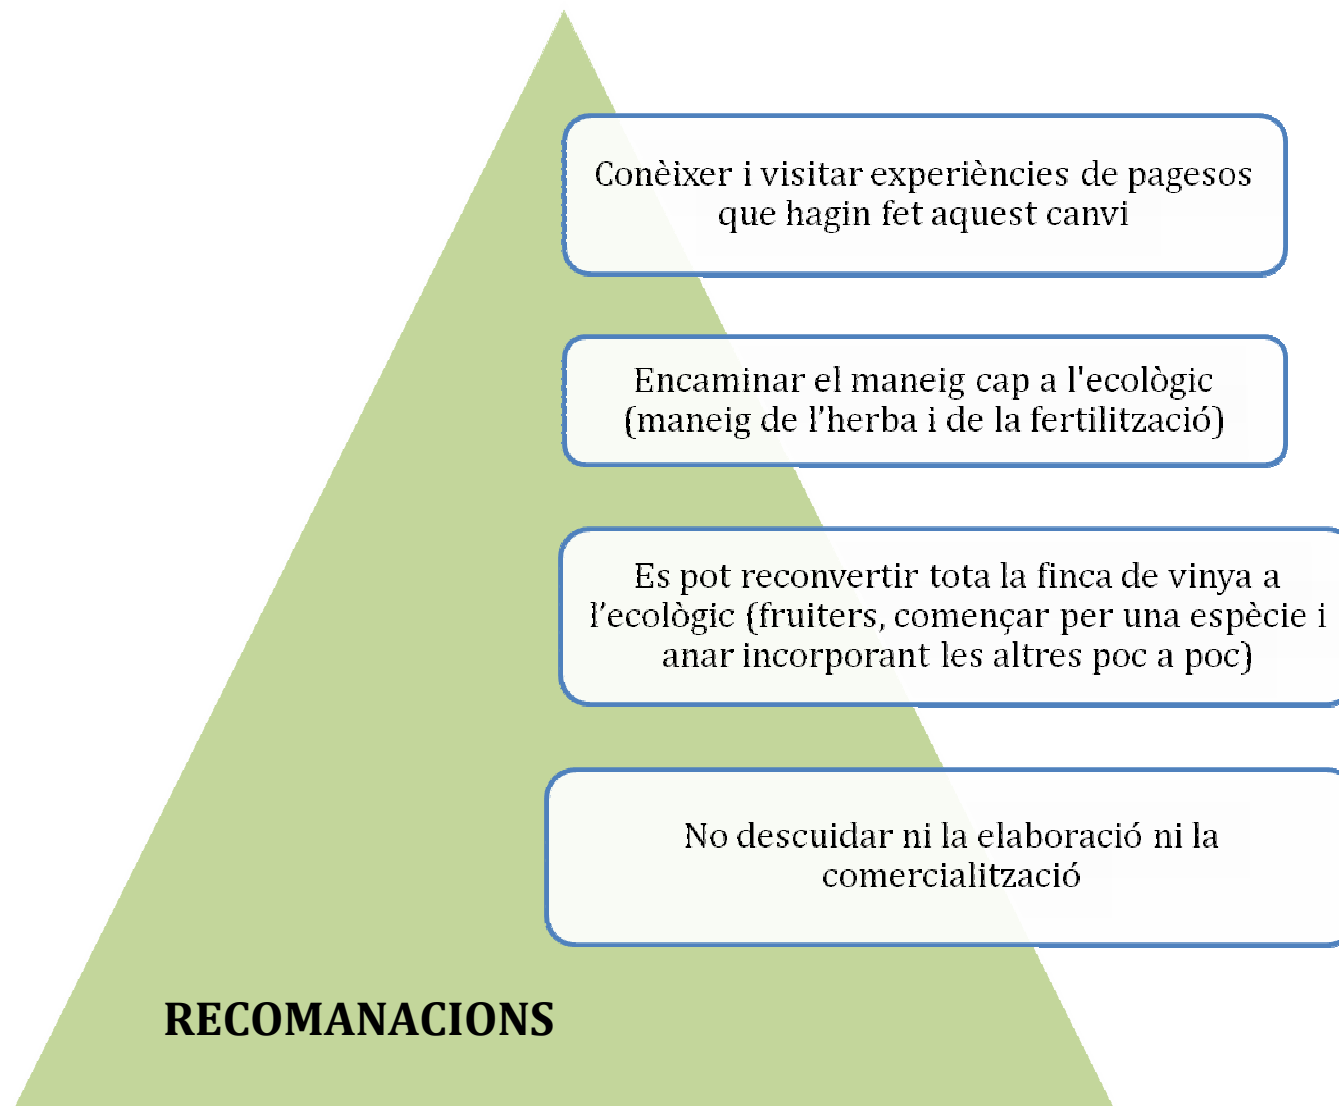 Conèixer i visitar experiències de pagesos
que hagin fet aquest canvi
Encaminar el maneig cap a l'ecològic
(maneig de l’herba i de la fertilització)
Es pot reconvertir tota la finca de vinya a
l’ecològic (fruiters, començar per una espècie i
anar incorporant les altres poc a poc)
No descuidar ni la elaboració ni la
comercialització
RECOMANACIONS